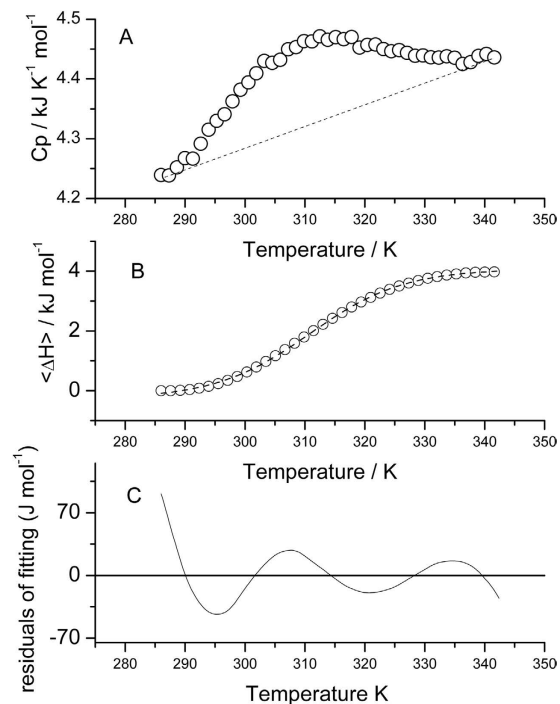 A
4.5
4.4
4.3
4.2
Cp / kJ K⁻¹ mol⁻¹
280 290 300 310 320 330 340 350
Temperature / K
B
4
2
0
<ΔH> / kJ mol⁻¹
280 290 300 310 320 330 340 350
Temperature / K
C
70
0
-70
residuals of fitting (J mol⁻¹)
280 290 300 310 320 330 340 350
Temperature K